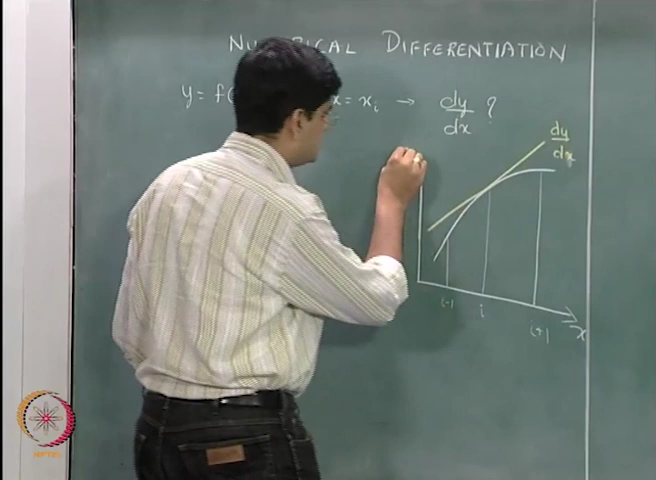 DIFFERENTIATION
y = x = xᵢ → dy/dx ?
dy/dx
i-1 i i+1 x